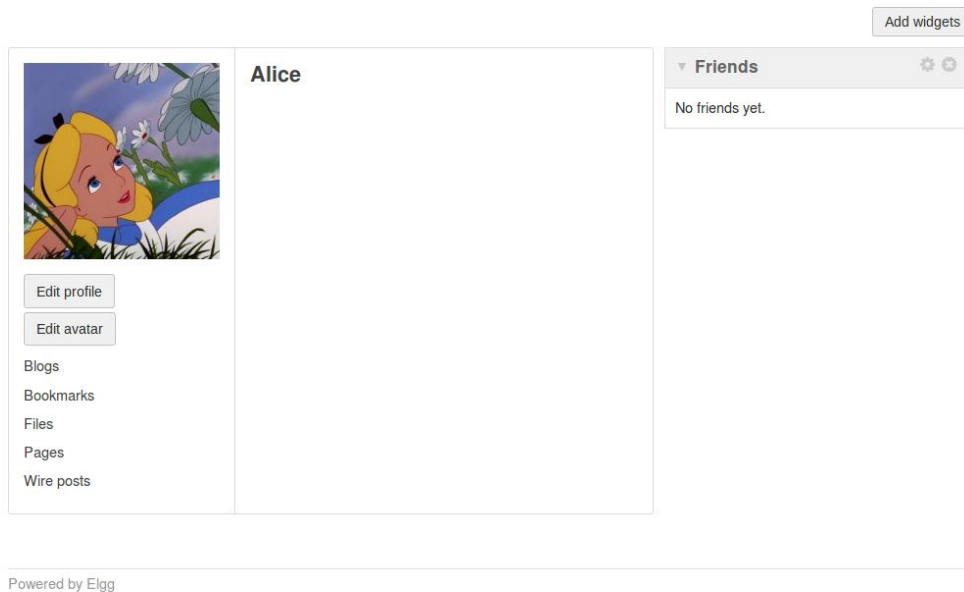 Add widgets
Alice
Friends
No friends yet.
Edit profile
Edit avatar
Blogs
Bookmarks
Files
Pages
Wire posts
Powered by Elgg